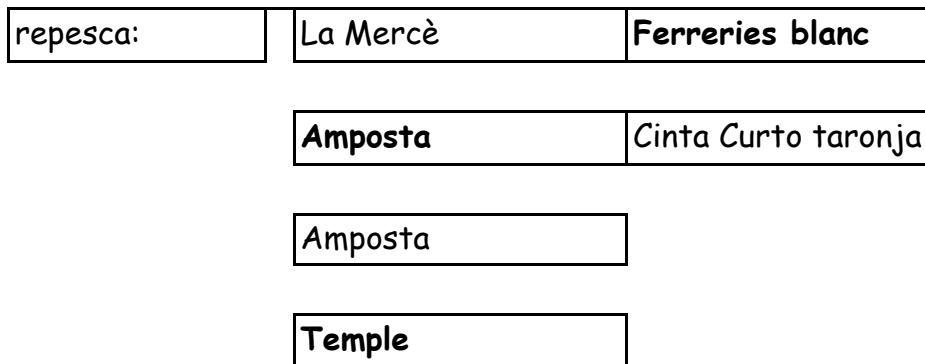 repesca: La Mercè Ferreries blanc
Amposta Cinta Curto taronja
Amposta
Temple